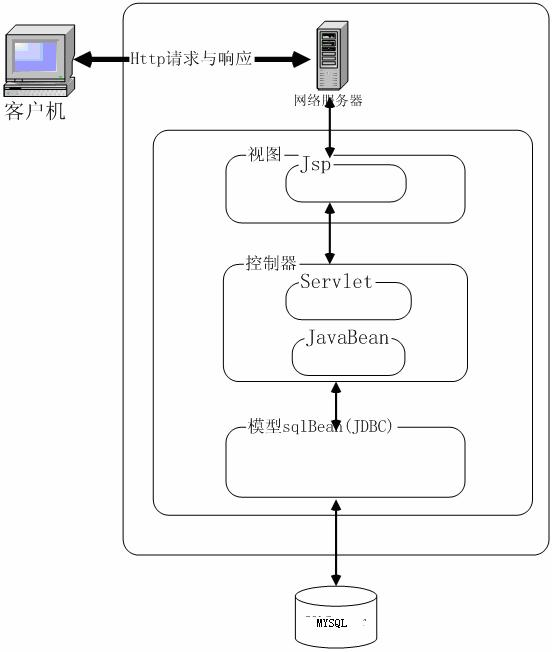 Http请求与响应
客户机
网络服务器
视图
Jsp
控制器
Servlet
JavaBean
模型sqlBean(JDBC)
MYSQL